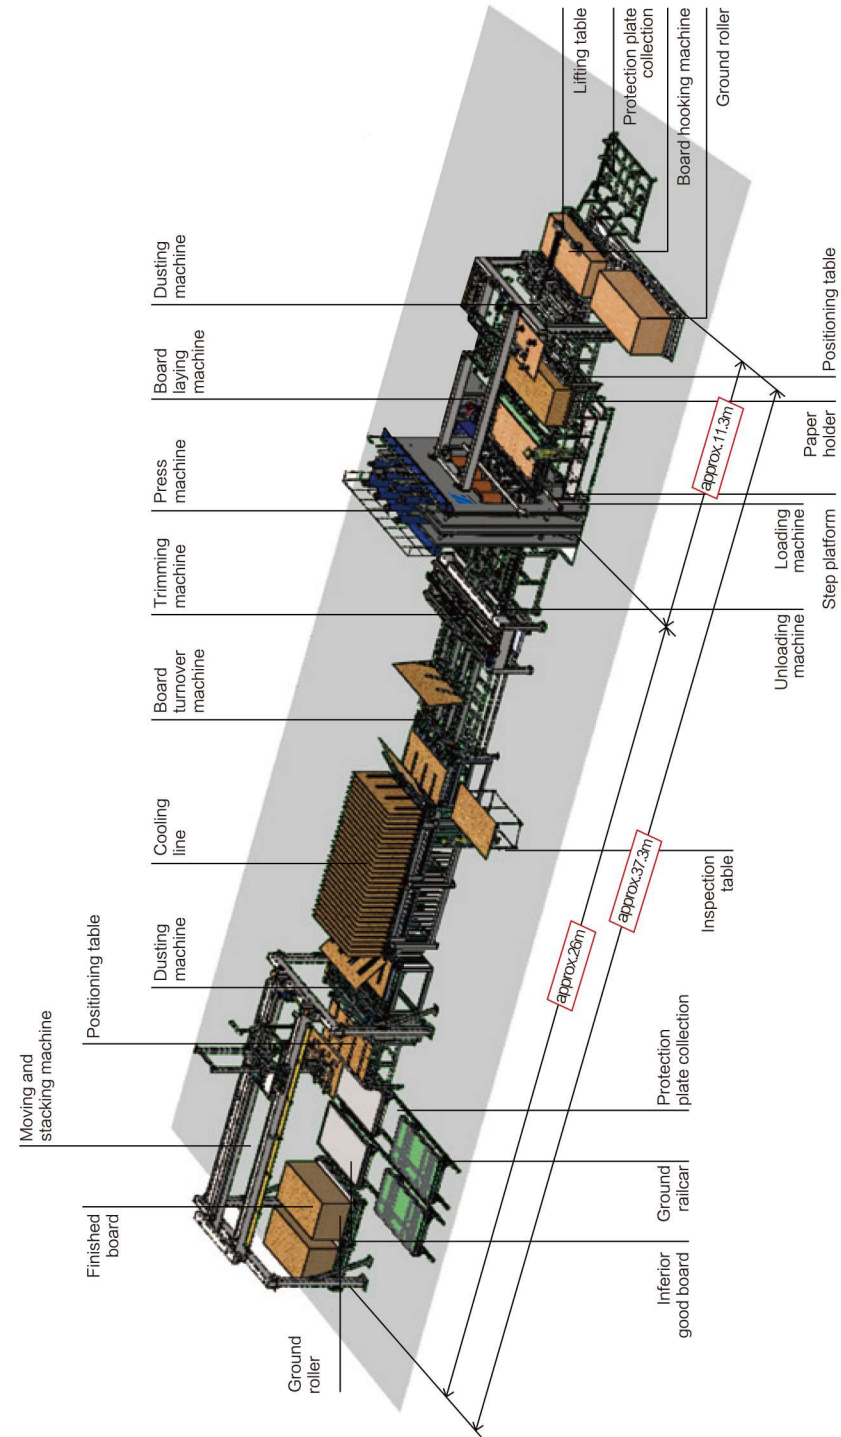 Moving and
stacking machine
Finished
board
Ground
roller
Positioning table
Dusting
machine
Cooling
line
Board
turnover
machine
Trimming
machine
Press
machine
Board
laying
machine
Dusting
machine
Lifting table
Protection plate
collection
Board hooking machine
Ground roller
Inferior
good board
Ground
railcar
Protection
plate collection
Inspection
table
Unloading
machine
Loading
machine
Step platform
Paper
holder
Positioning table
approx.26m
approx.37.3m
approx.11.3m